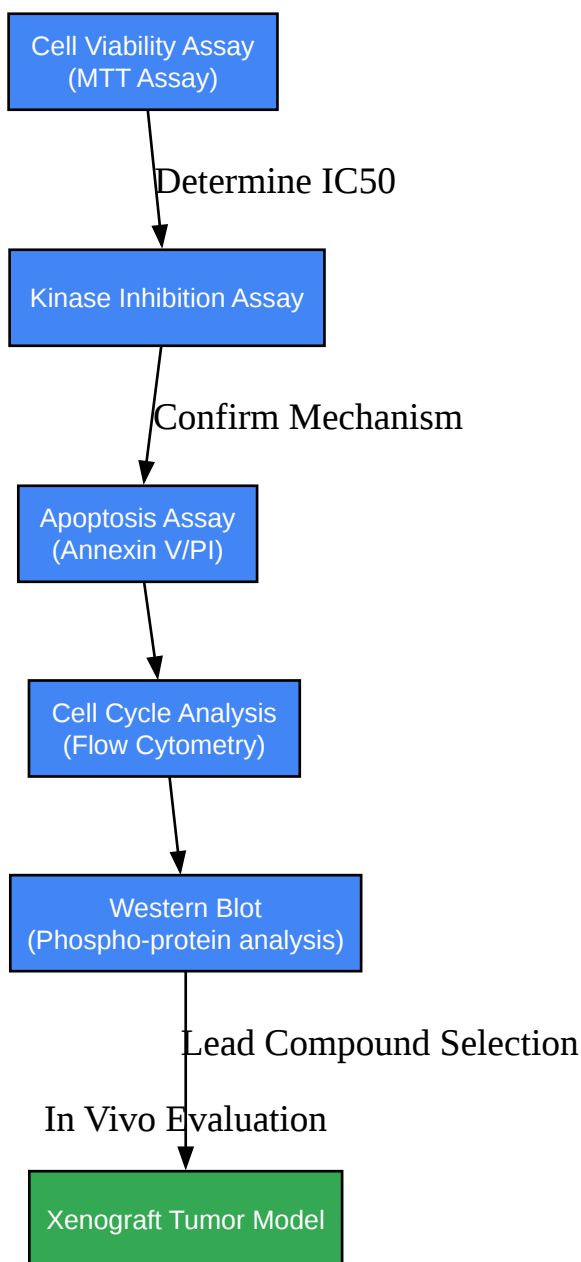 Cell Viability Assay
(MTT Assay)
Determine IC50
Kinase Inhibition Assay
Confirm Mechanism
Apoptosis Assay
(Annexin V/PI)
Cell Cycle Analysis
(Flow Cytometry)
Western Blot
(Phospho-protein analysis)
Lead Compound Selection
In Vivo Evaluation
Xenograft Tumor Model